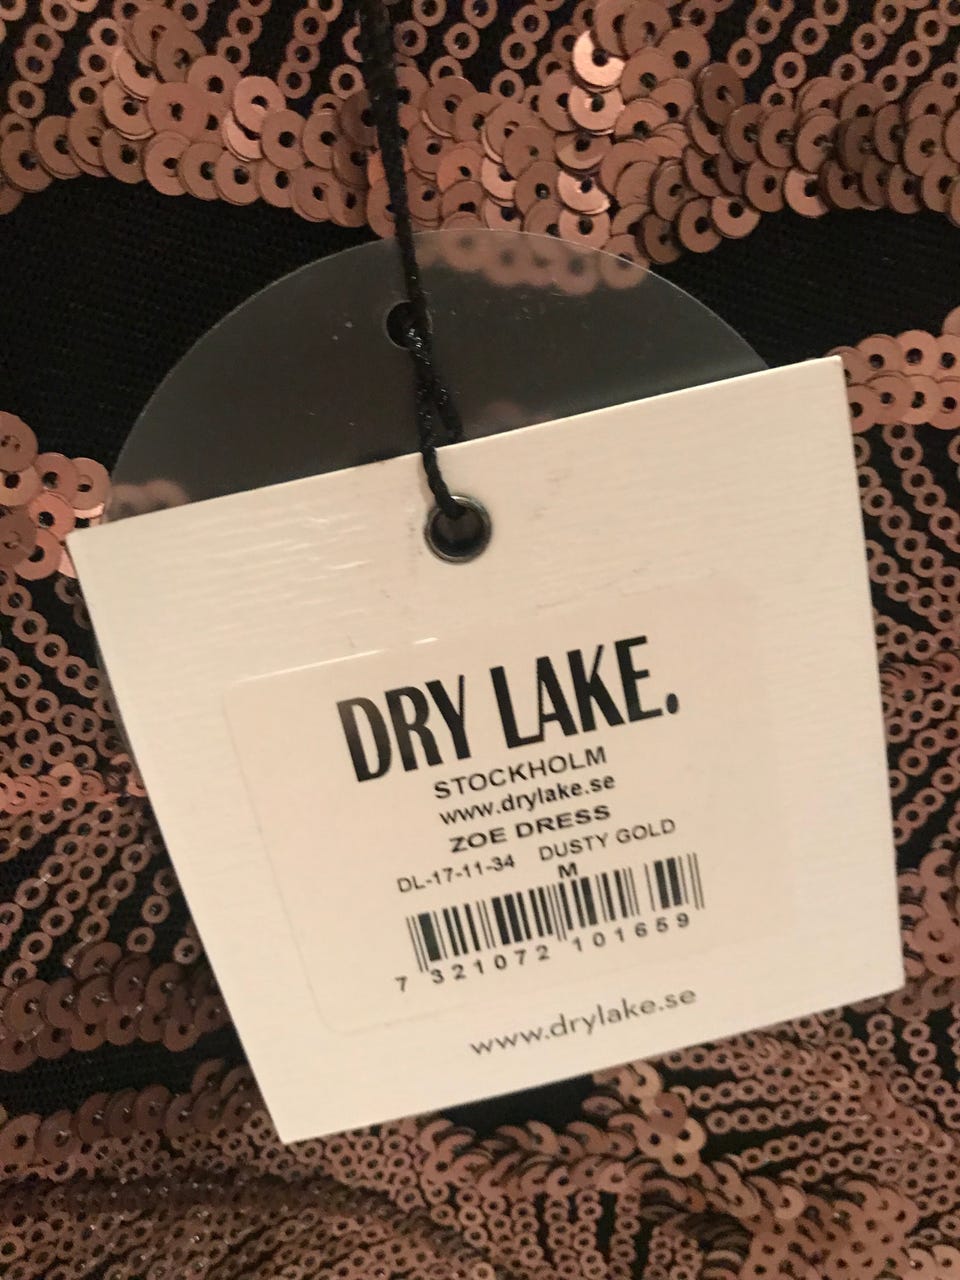 DRY LAKE.
STOCKHOLM
www.drylake.se
ZOE DRESS
DL-17-11-34 DUSTY GOLD
M
7 321072 101659
www.drylake.se